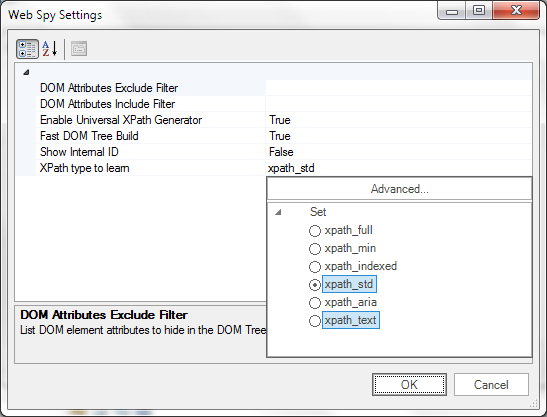 Web Spy Settings
DOM Attributes Exclude Filter
DOM Attributes Include Filter
Enable Universal XPath Generator True
Fast DOM Tree Build True
Show Internal ID False
XPath type to learn xpath_std
Advanced...
Set
xpath_full
xpath_min
xpath_indexed
xpath_std
xpath_aria
xpath_text
DOM Attributes Exclude Filter
List DOM element attributes to hide in the DOM Tree
OK Cancel